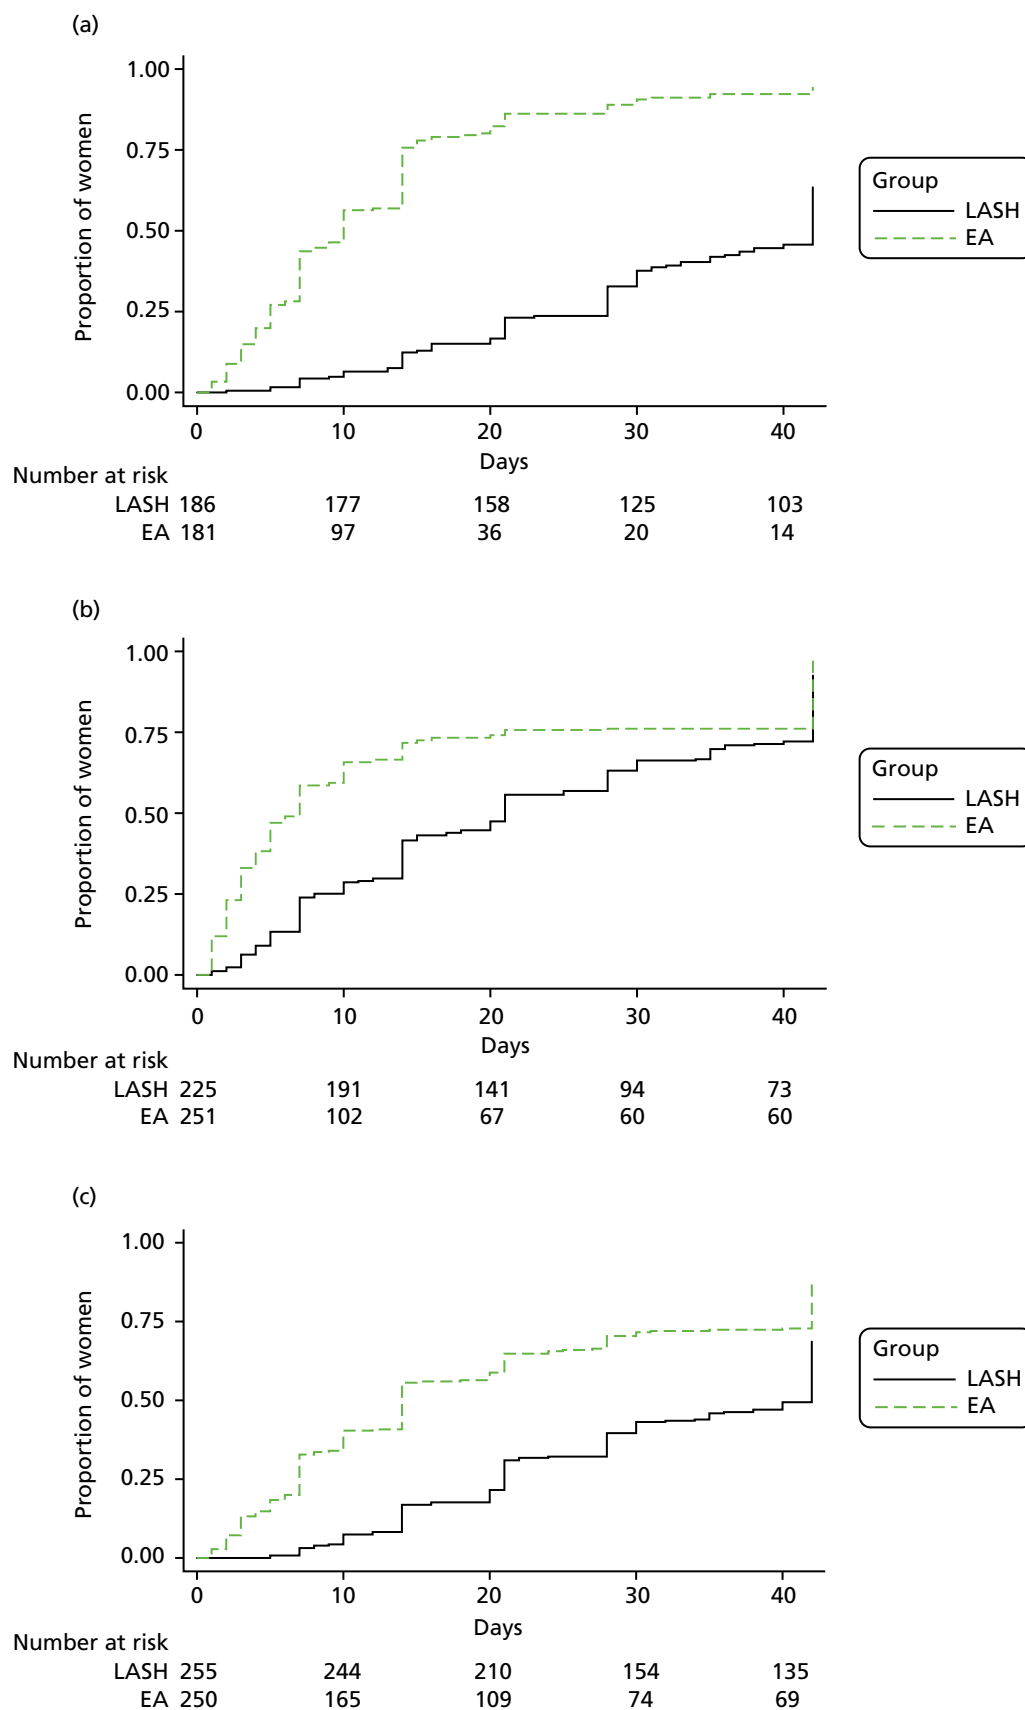 (a)
1.00
0.75
0.50
0.25
0.00
Proportion of women
0 10 20 30 40
Days
Group
LASH
EA
Number at risk
LASH 186 177 158 125 103
EA 181 97 36 20 14
(b)
1.00
0.75
0.50
0.25
0.00
Proportion of women
0 10 20 30 40
Days
Group
LASH
EA
Number at risk
LASH 225 191 141 94 73
EA 251 102 67 60 60
(c)
1.00
0.75
0.50
0.25
0.00
Proportion of women
0 10 20 30 40
Days
Group
LASH
EA
Number at risk
LASH 255 244 210 154 135
EA 250 165 109 74 69